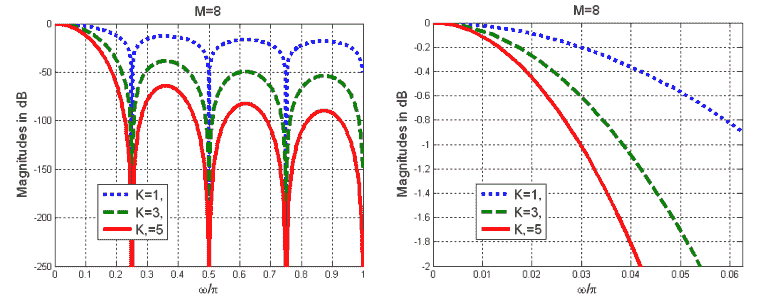 M=8
Magnitudes in dB
0
-50
-100
-150
-200
-250
0 0.1 0.2 0.3 0.4 0.5 0.6 0.7 0.8 0.9 1
ω/π
K=1,
K=3,
K,=5
M=8
Magnitudes in dB
0
-0.2
-0.4
-0.6
-0.8
-1
-1.2
-1.4
-1.6
-1.8
-2
0 0.01 0.02 0.03 0.04 0.05 0.06
ω/π
K=1,
K=3,
K,=5